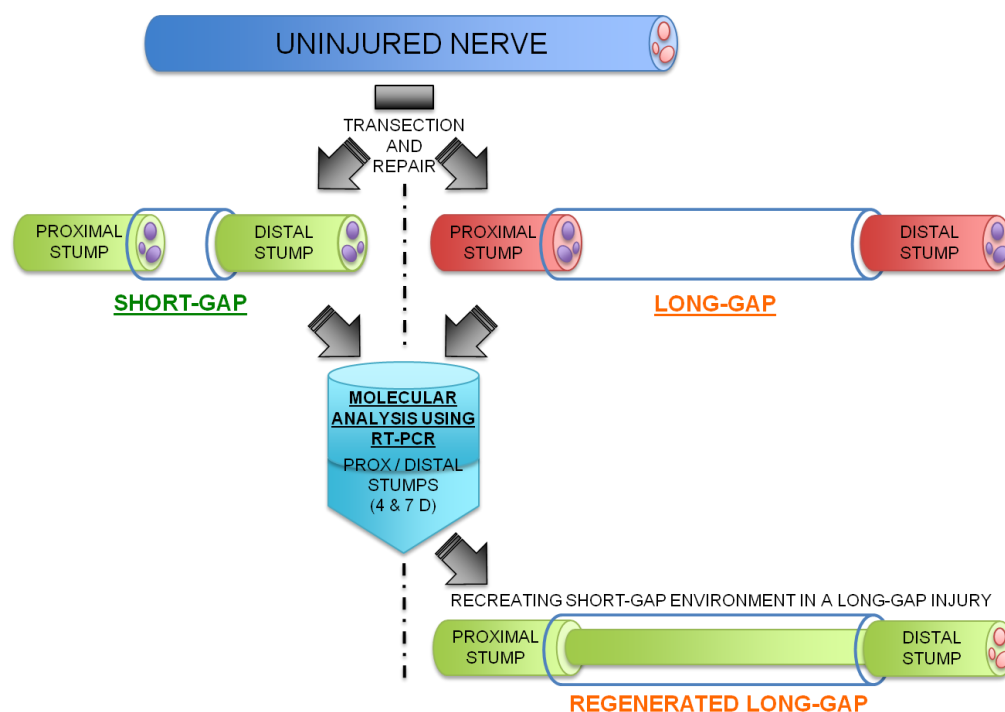 UNINJURED NERVE
TRANSECTION
AND
REPAIR
PROXIMAL
STUMP
DISTAL
STUMP
SHORT-GAP
PROXIMAL
STUMP
DISTAL
STUMP
LONG-GAP
MOLECULAR
ANALYSIS USING
RT-PCR
PROX / DISTAL
STUMPS
(4 & 7 D)
RECREATING SHORT-GAP ENVIRONMENT IN A LONG-GAP INJURY
PROXIMAL
STUMP
DISTAL
STUMP
REGENERATED LONG-GAP